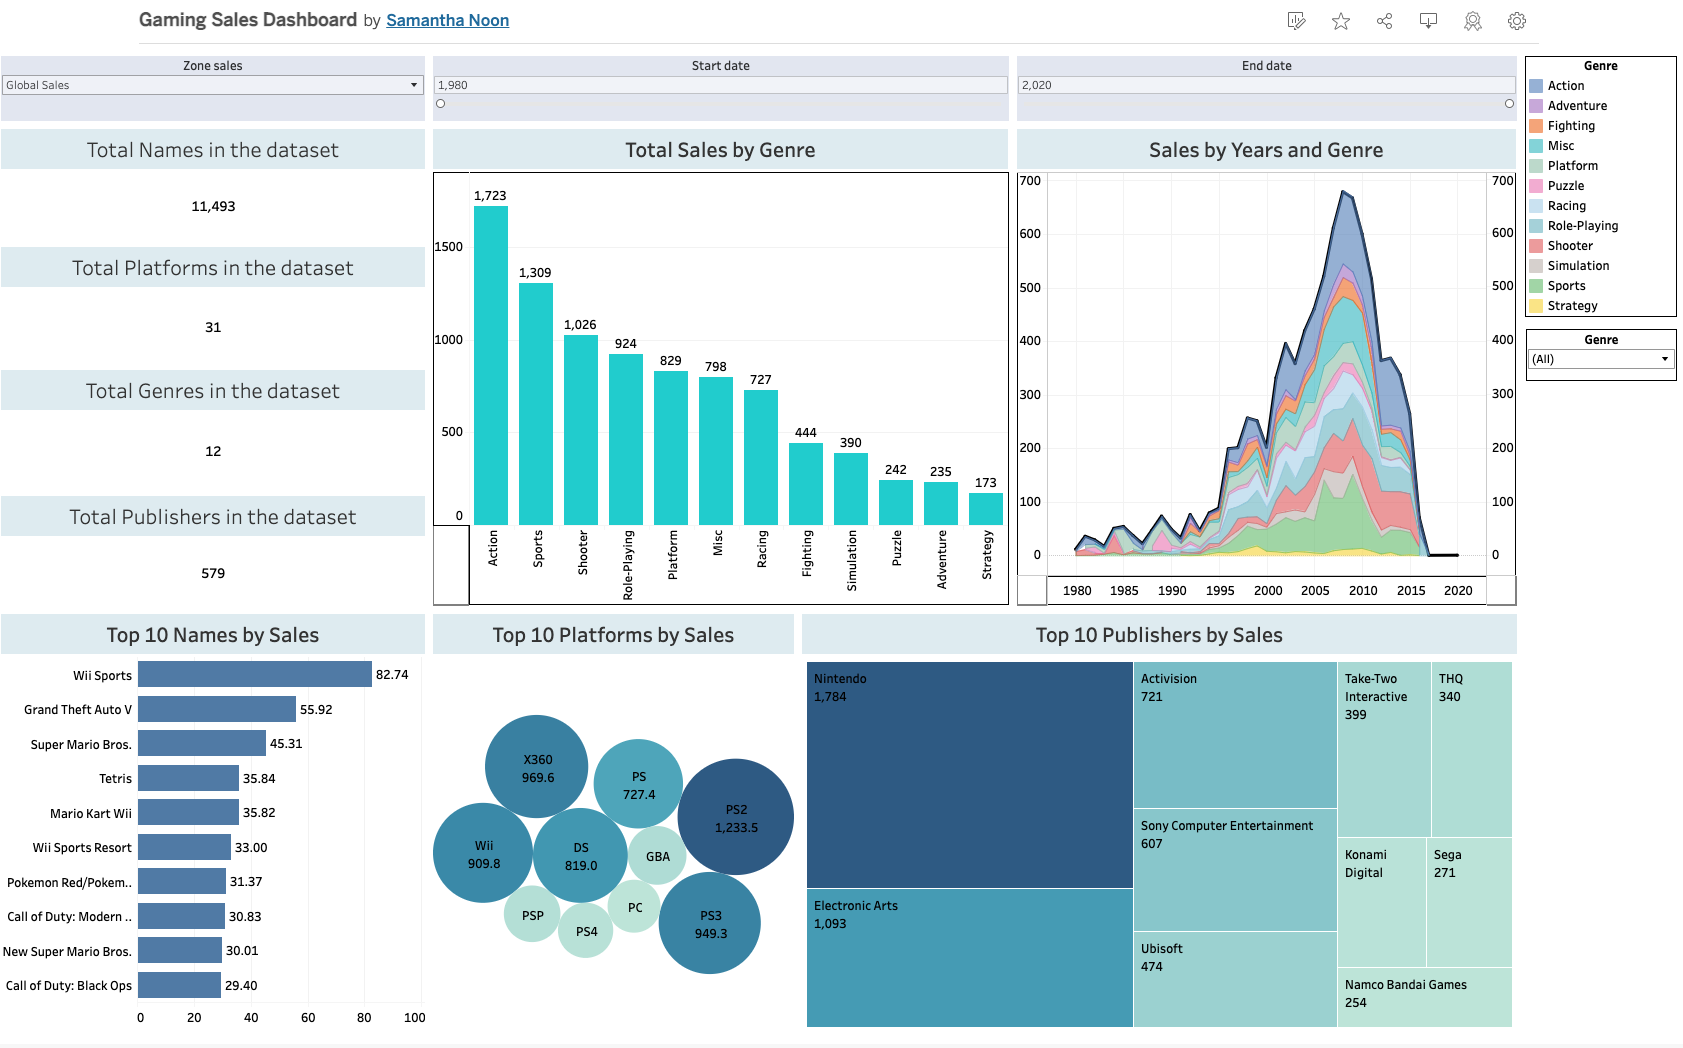 Gaming Sales Dashboard by Samantha Noon
Zone sales
Global Sales
Start date
1,980
End date
2,020
Genre
Action
Adventure
Fighting
Misc
Platform
Puzzle
Racing
Role-Playing
Shooter
Simulation
Sports
Strategy
Genre
(All)
Total Names in the dataset
11,493
Total Platforms in the dataset
31
Total Genres in the dataset
12
Total Publishers in the dataset
579
Total Sales by Genre
1500
1000
500
0
1,723
1,309
1,026
924
829
798
727
444
390
242
235
173
Action
Sports
Shooter
Role-Playing
Platform
Misc
Racing
Fighting
Simulation
Puzzle
Adventure
Strategy
Sales by Years and Genre
700
600
500
400
300
200
100
0
700
600
500
400
300
200
100
0
1980 1985 1990 1995 2000 2005 2010 2015 2020
Top 10 Names by Sales
Wii Sports 82.74
Grand Theft Auto V 55.92
Super Mario Bros. 45.31
Tetris 35.84
Mario Kart Wii 35.82
Wii Sports Resort 33.00
Pokemon Red/Pokem.. 31.37
Call of Duty: Modern .. 30.83
New Super Mario Bros. 30.01
Call of Duty: Black Ops 29.40
0 20 40 60 80 100
Top 10 Platforms by Sales
X360
969.6
PS
727.4
PS2
1,233.5
Wii
909.8
DS
819.0
GBA
PSP
PS4
PC
PS3
949.3
Top 10 Publishers by Sales
Nintendo
1,784
Electronic Arts
1,093
Activision
721
Sony Computer Entertainment
607
Ubisoft
474
Take-Two
Interactive
399
THQ
340
Konami
Digital
Sega
271
Namco Bandai Games
254